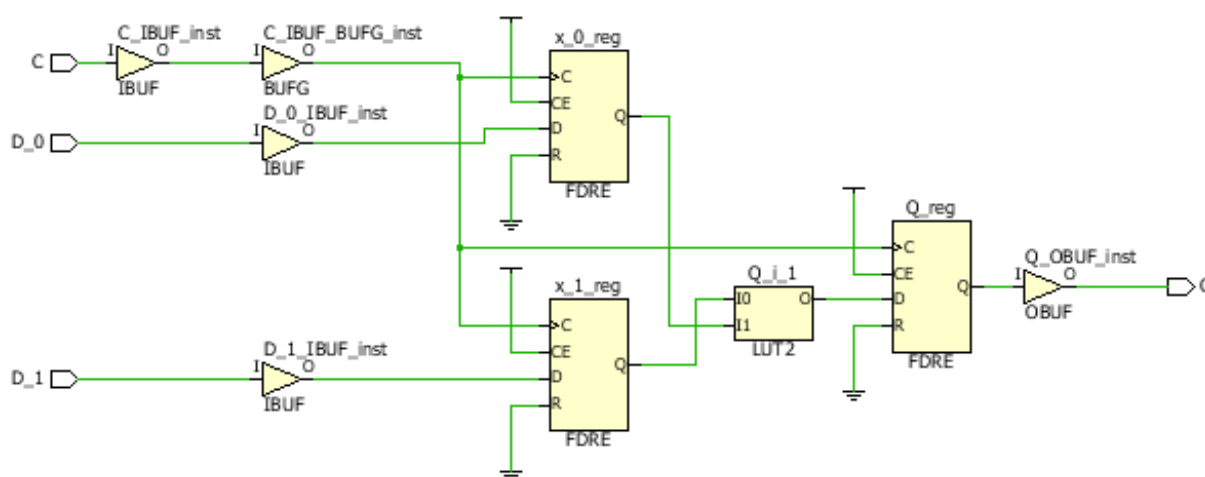 C
I
C_IBUF_inst
O
IBUF
I
C_IBUF_BUFG_inst
O
BUFG
D_0
I
D_0_IBUF_inst
O
IBUF
x_0_reg
C
CE
D
R
Q
FDRE
D_1
I
D_1_IBUF_inst
O
IBUF
x_1_reg
C
CE
D
R
Q
FDRE
Q_i_1
I0
I1
O
LUT2
Q_reg
C
CE
D
R
Q
FDRE
I
Q_OBUF_inst
O
OBUF